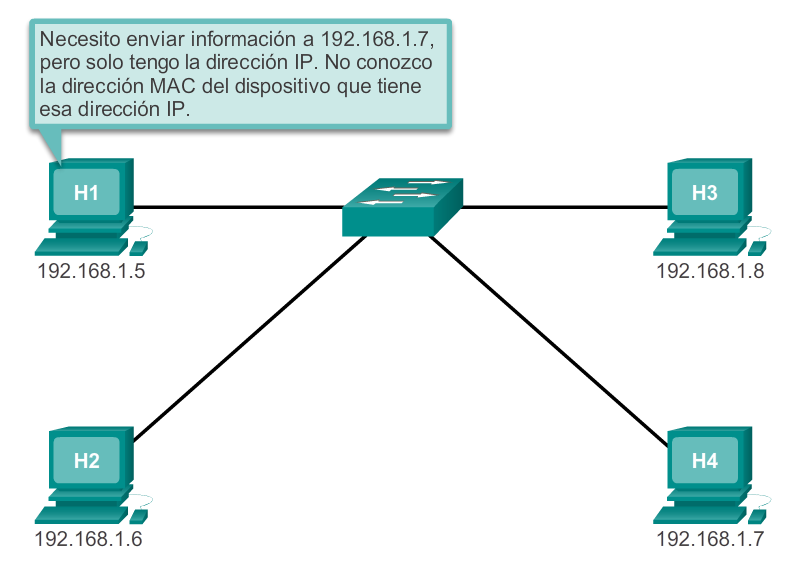 Necesito enviar información a 192.168.1.7,
pero solo tengo la dirección IP. No conozco
la dirección MAC del dispositivo que tiene
esa dirección IP.
H1
H3
192.168.1.5
192.168.1.8
H2
H4
192.168.1.6
192.168.1.7